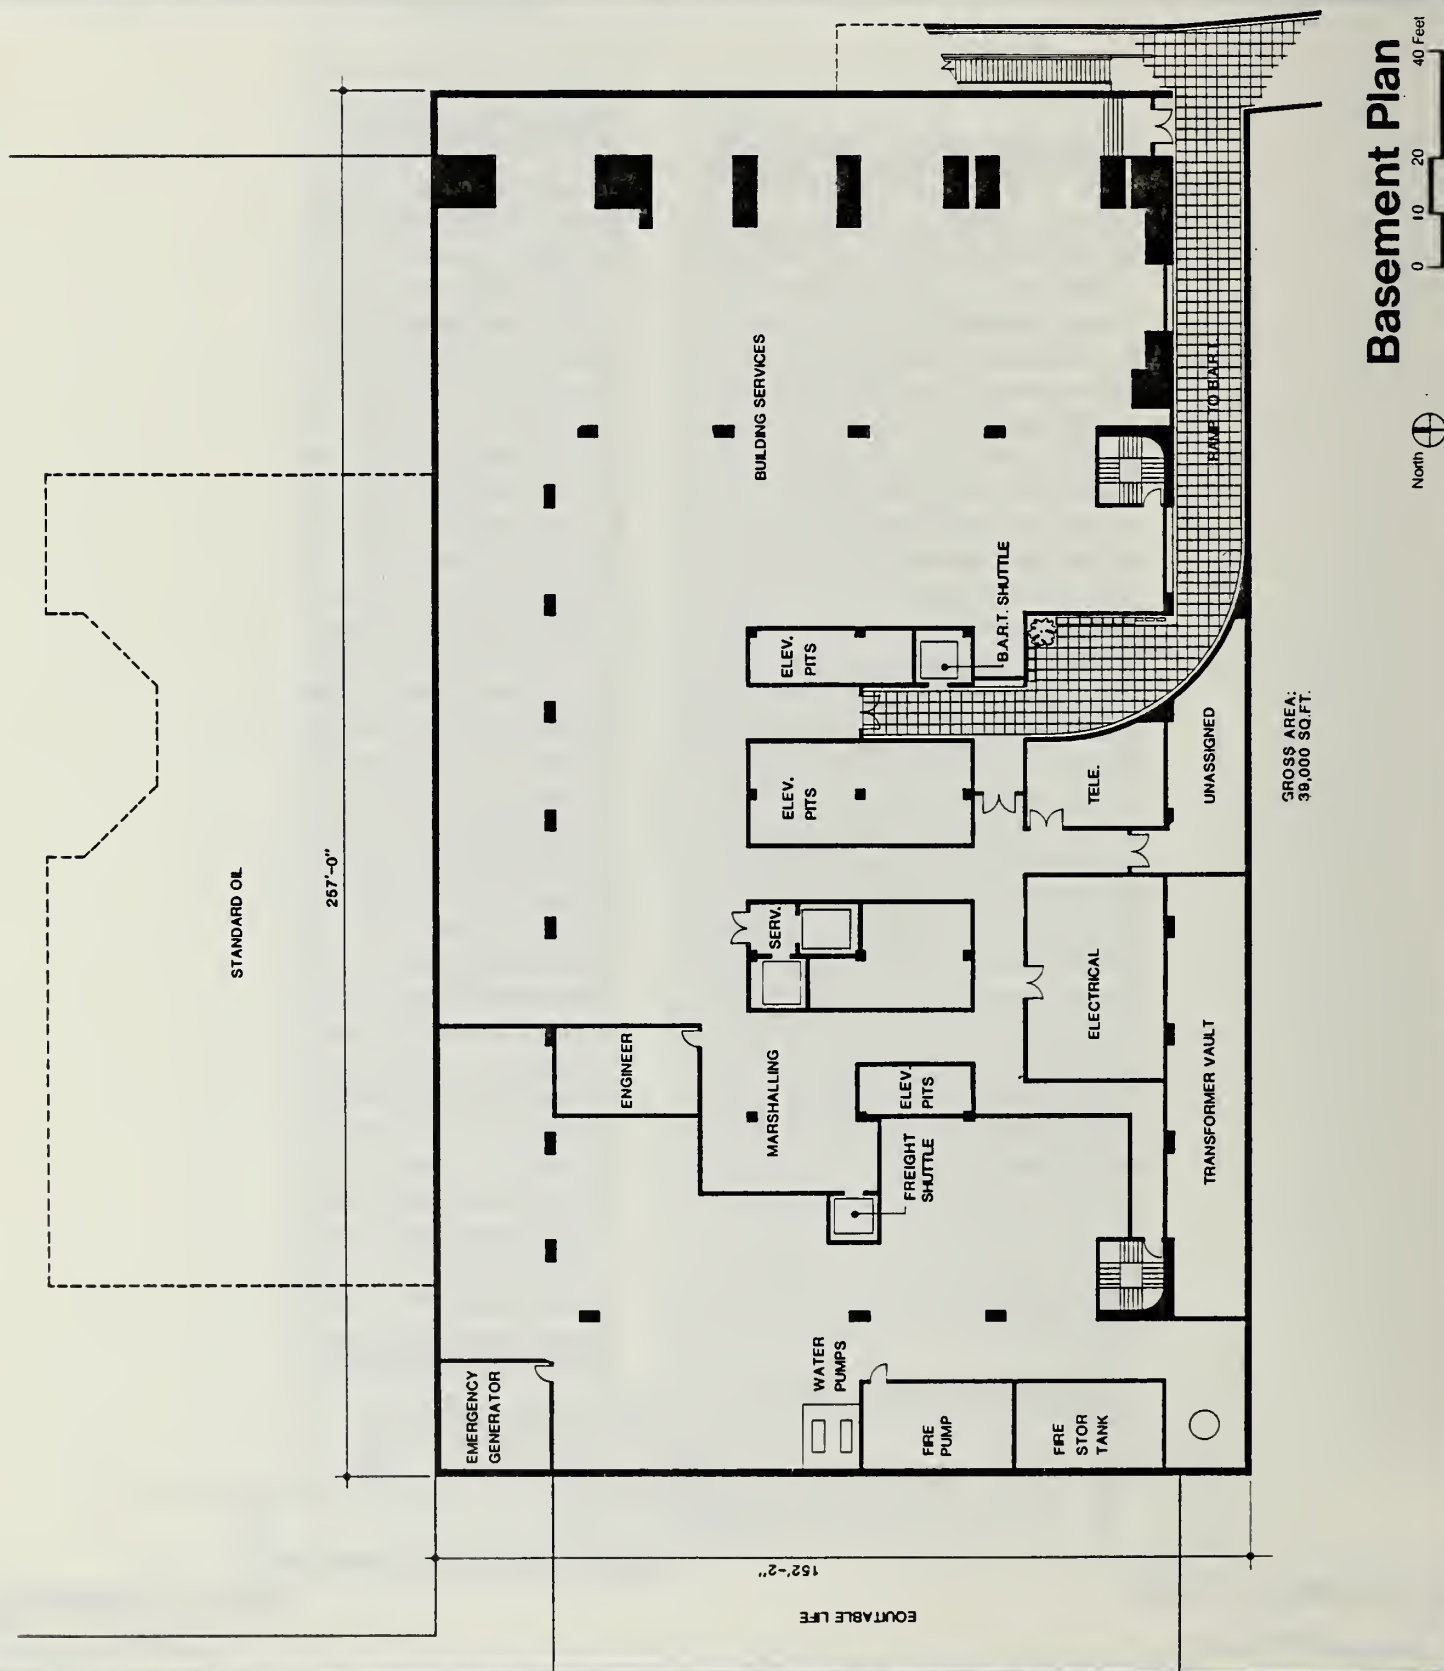 Basement Plan
0 10 20 40 Feet
North
STANDARD OIL
257'-0"
BUILDING SERVICES
B.A.R.T. SHUTTLE
RAMP TO B.A.R.T.
ELEV.
PITS
ELEV.
PITS
TELE.
UNASSIGNED
GROSS AREA:
39,000 SQ.FT.
SERV.
ELECTRICAL
TRANSFORMER VAULT
ENGINEER
MARSHALLING
ELEV.
PITS
FREIGHT
SHUTTLE
EMERGENCY
GENERATOR
WATER
PUMPS
FIRE
PUMP
FIRE
STOR
TANK
152'-2"
EQUITABLE LIFE